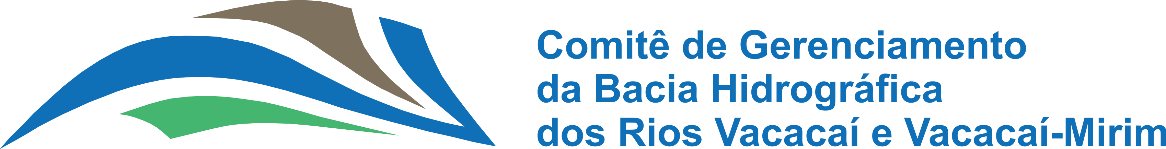 Comitê de Gerenciamento
da Bacia Hidrográfica
dos Rios Vacacaí e Vacacaí-Mirim